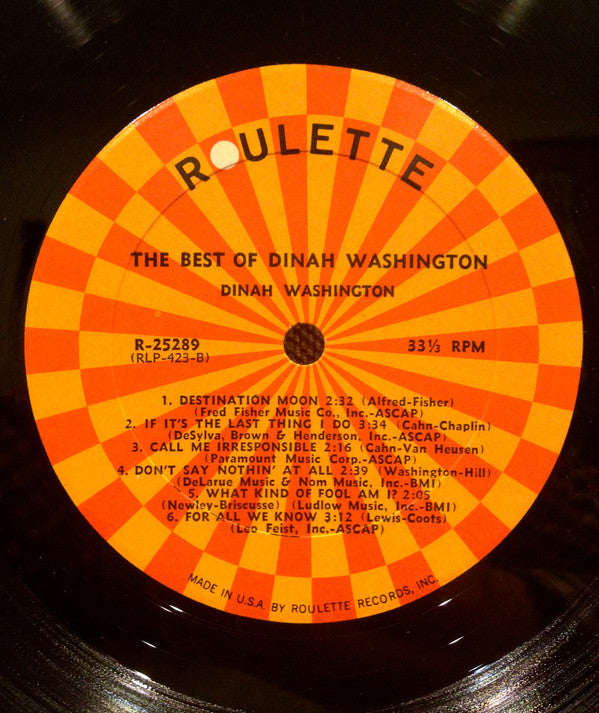 ROULETTE
THE BEST OF DINAH WASHINGTON
DINAH WASHINGTON
R-25289
(RLP-423-B)
33⅓ RPM
1. DESTINATION MOON 2:32 (Alfred-Fisher)
(Fred Fisher Music Co., Inc.-ASCAP)
2. IF IT'S THE LAST THING I DO 3:34 (Cahn-Chaplin)
(DeSylva, Brown & Henderson, Inc.-ASCAP)
3. CALL ME IRRESPONSIBLE 2:16 (Cahn-Van Heusen)
(Paramount Music Corp.-ASCAP)
4. DON'T SAY NOTHIN' AT ALL 2:39 (Washington-Hill)
(DeLarue Music & Nom Music, Inc.-BMI)
5. WHAT KIND OF FOOL AM I? 2:05
(Newley-Briscusse) (Ludlow Music, Inc.-BMI)
6. FOR ALL WE KNOW 3:12 (Lewis-Coots)
(Leo Feist, Inc.-ASCAP)
MADE IN U.S.A. BY ROULETTE RECORDS, INC.